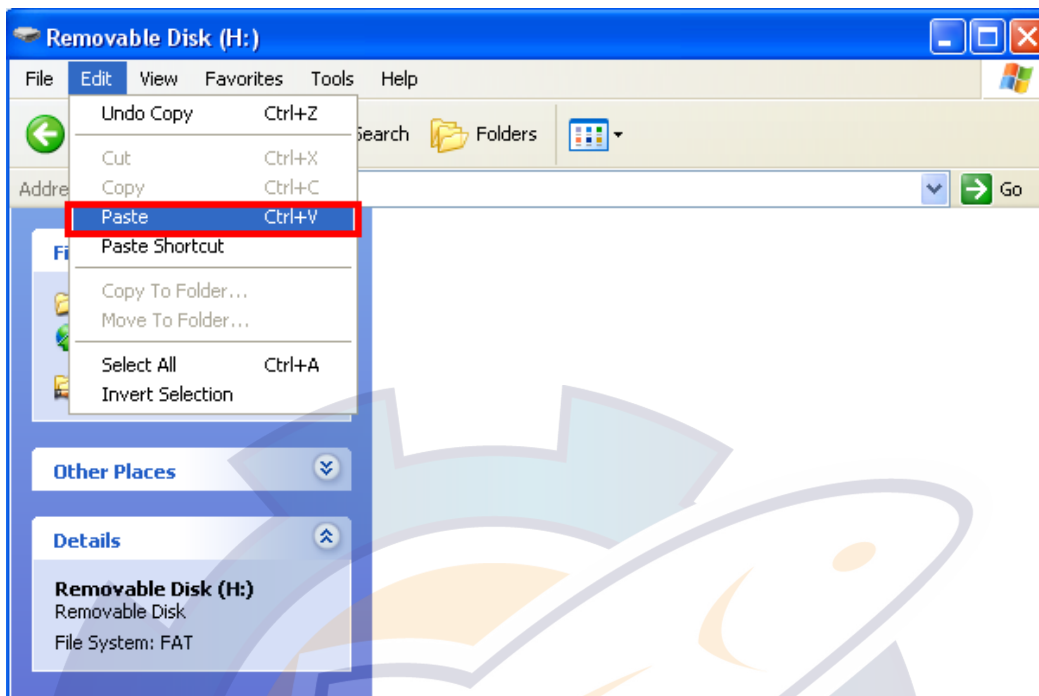 Removable Disk (H:)
File Edit View Favorites Tools Help
Undo Copy Ctrl+Z
Cut Ctrl+X
Copy Ctrl+C
Paste Ctrl+V
Paste Shortcut
Copy To Folder...
Move To Folder...
Select All Ctrl+A
Invert Selection
Search Folders
Addre Go
Fi
Other Places
Details
Removable Disk (H:)
Removable Disk
File System: FAT